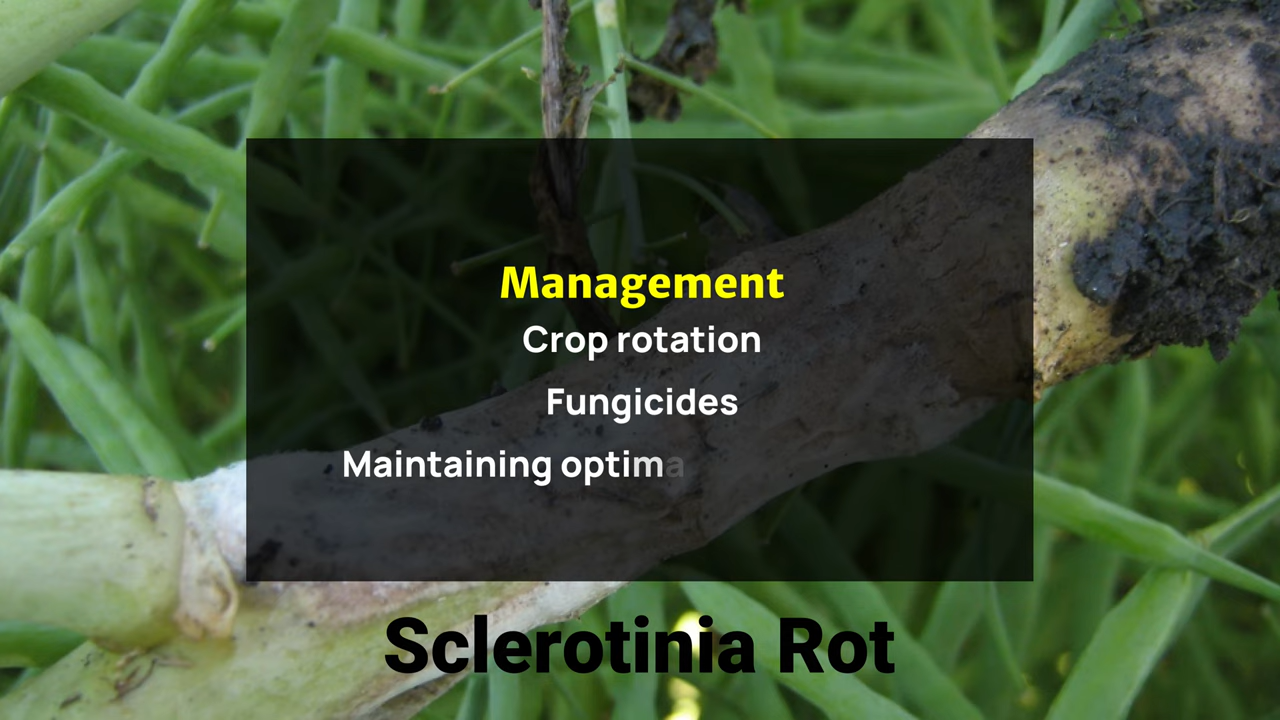 Management
Crop rotation
Fungicides
Maintaining optima
Sclerotinia Rot